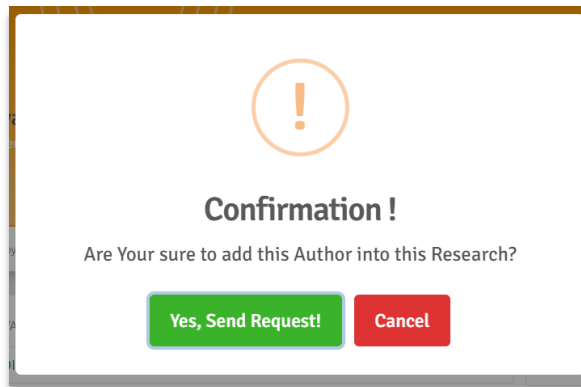 !
Confirmation !
Are Your sure to add this Author into this Research?
Yes, Send Request!
Cancel